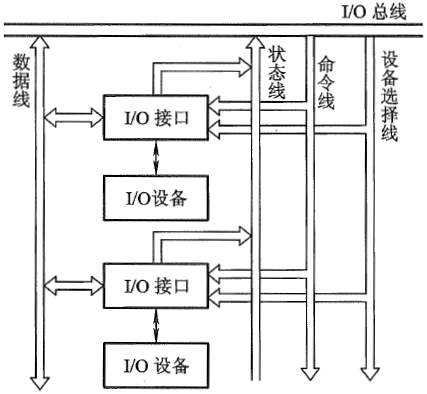 I/O 总线
数据线
状态线
命令线
设备选择线
I/O 接口
I/O设备
I/O 接口
I/O 设备